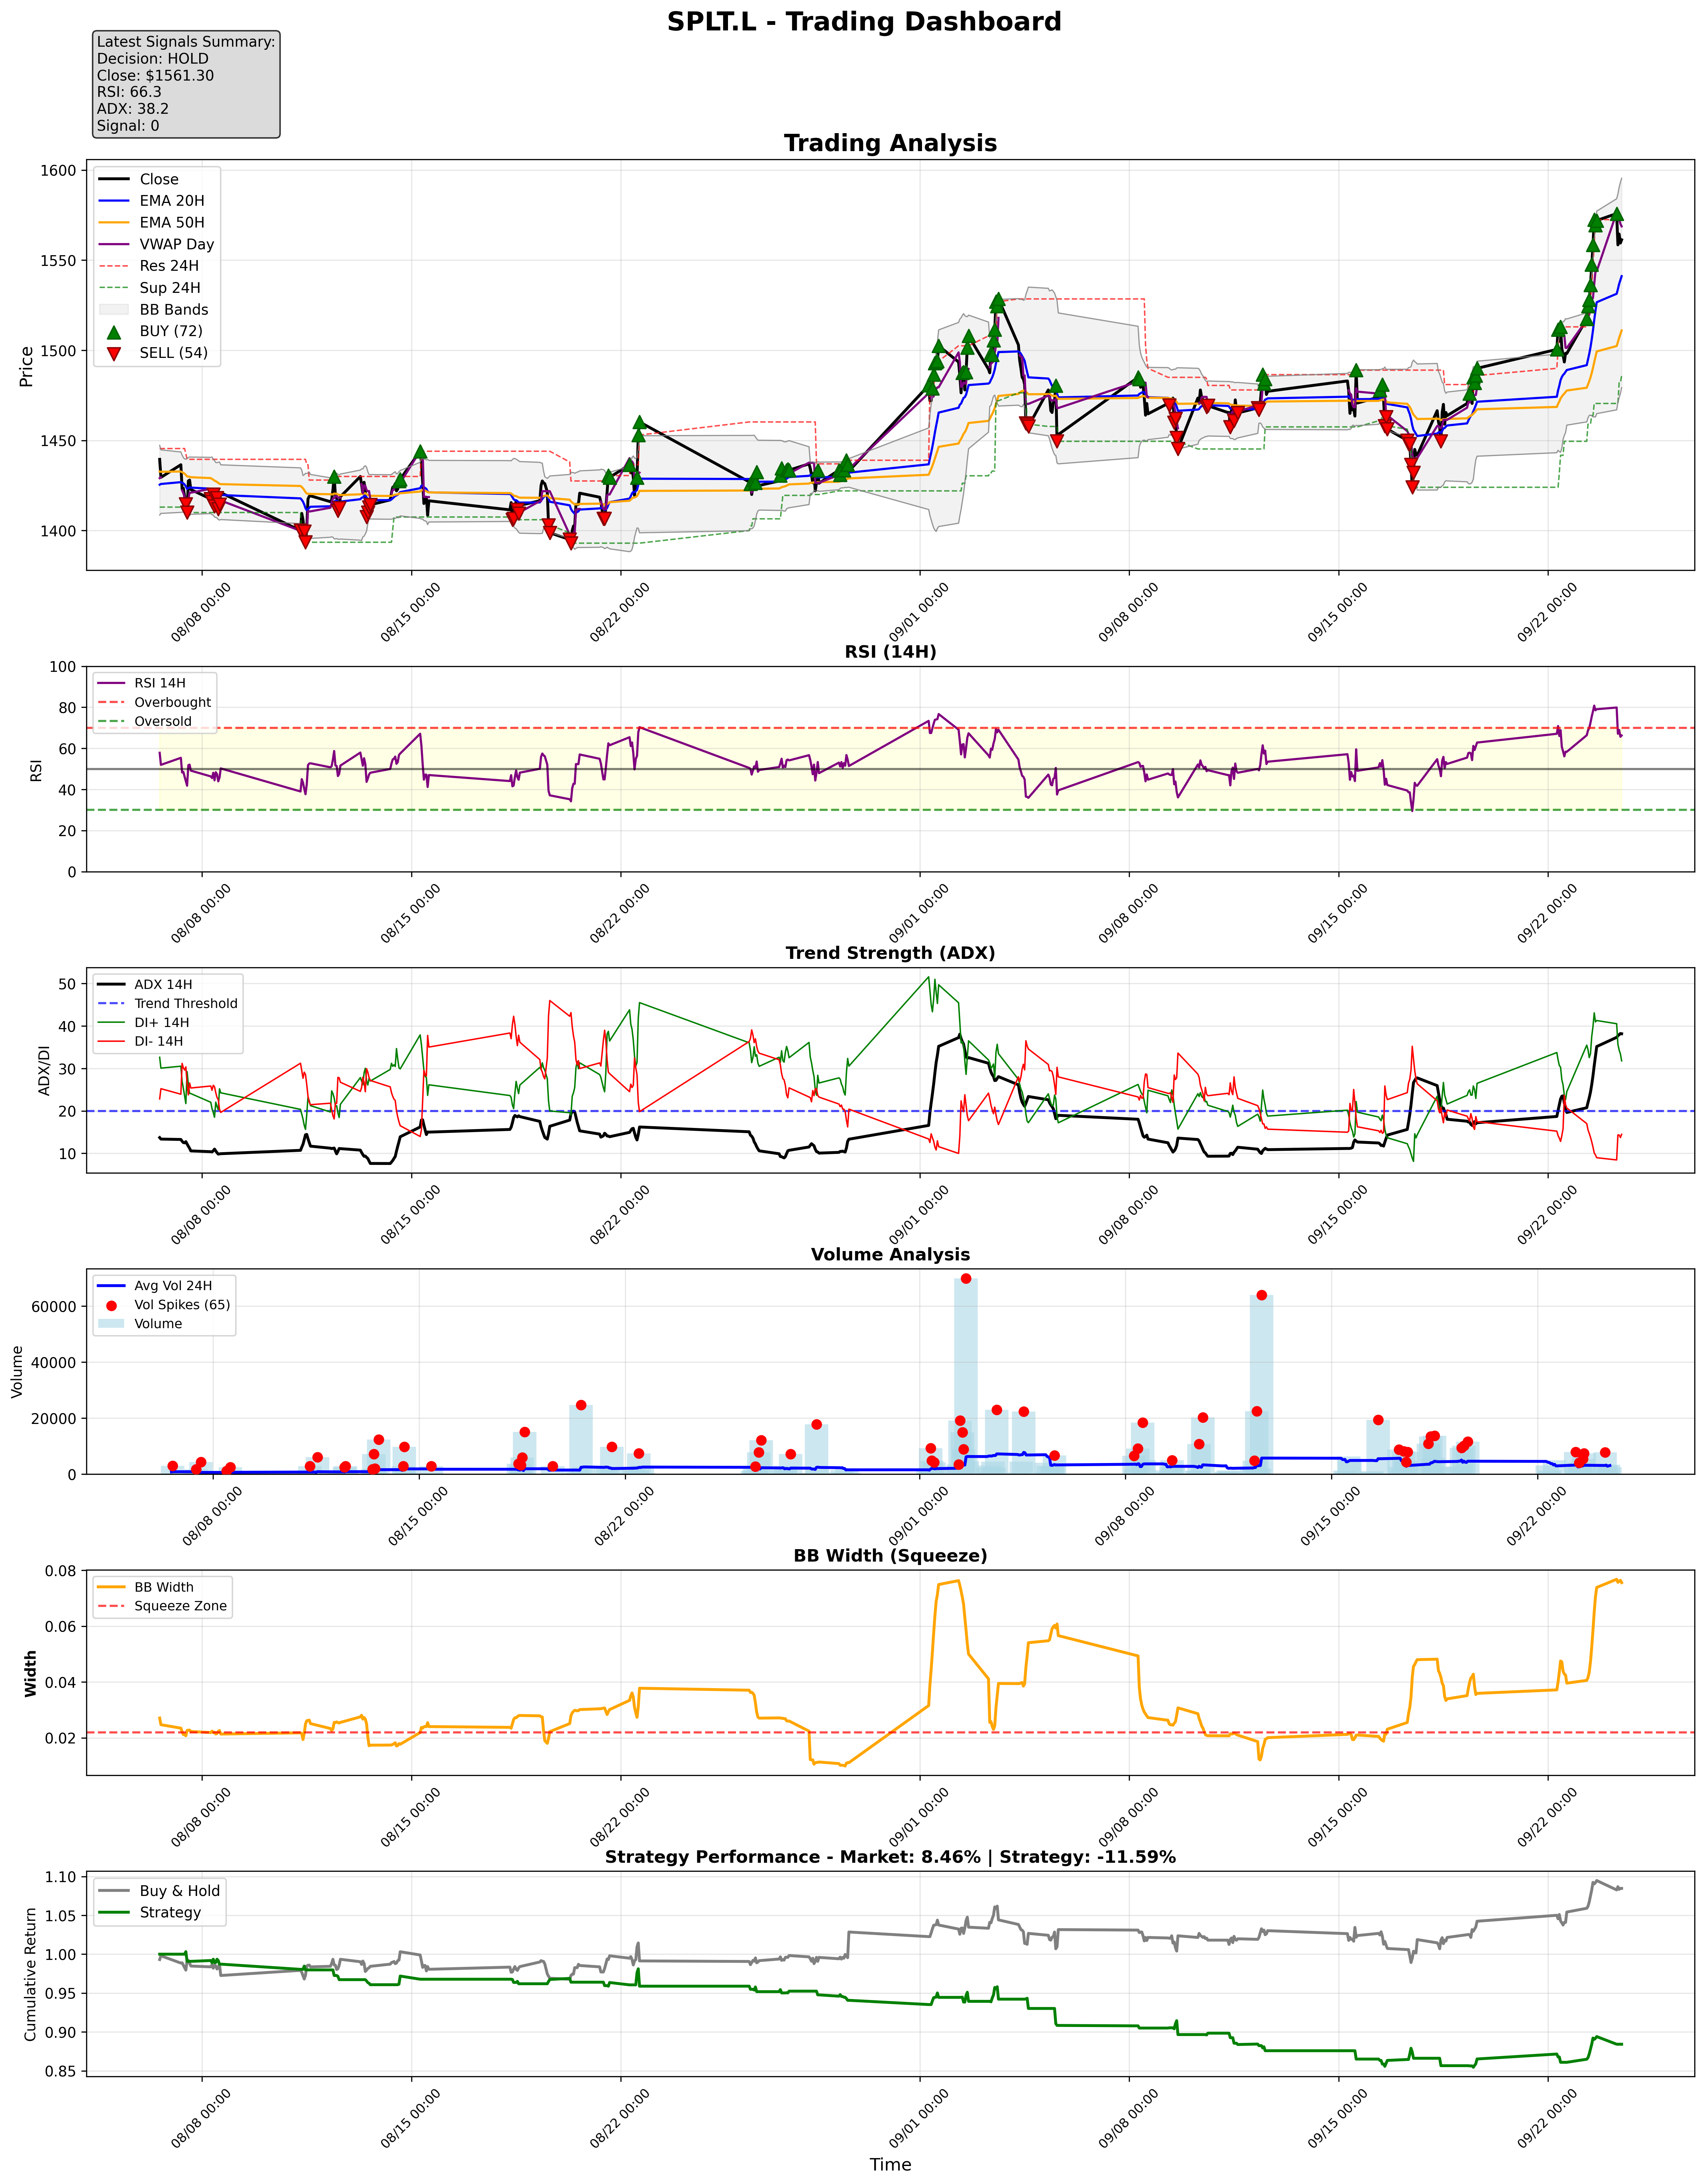 SPLT.L - Trading Dashboard
Latest Signals Summary:
Decision: HOLD
Close: $1561.30
RSI: 66.3
ADX: 38.2
Signal: 0
Trading Analysis
Price
1600
1550
1500
1450
1400
Close
EMA 20H
EMA 50H
VWAP Day
Res 24H
Sup 24H
BB Bands
BUY (72)
SELL (54)
08/08 00:00
08/15 00:00
08/22 00:00
09/01 00:00
09/08 00:00
09/15 00:00
09/22 00:00
RSI (14H)
RSI
100
80
60
40
20
0
RSI 14H
Overbought
Oversold
08/08 00:00
08/15 00:00
08/22 00:00
09/01 00:00
09/08 00:00
09/15 00:00
09/22 00:00
Trend Strength (ADX)
ADX/DI
50
40
30
20
10
ADX 14H
Trend Threshold
DI+ 14H
DI- 14H
08/08 00:00
08/15 00:00
08/22 00:00
09/01 00:00
09/08 00:00
09/15 00:00
09/22 00:00
Volume Analysis
Volume
60000
40000
20000
0
Avg Vol 24H
Vol Spikes (65)
Volume
08/08 00:00
08/15 00:00
08/22 00:00
09/01 00:00
09/08 00:00
09/15 00:00
09/22 00:00
BB Width (Squeeze)
Width
0.08
0.06
0.04
0.02
BB Width
Squeeze Zone
08/08 00:00
08/15 00:00
08/22 00:00
09/01 00:00
09/08 00:00
09/15 00:00
09/22 00:00
Strategy Performance - Market: 8.46% | Strategy: -11.59%
Cumulative Return
1.10
1.05
1.00
0.95
0.90
0.85
Buy & Hold
Strategy
08/08 00:00
08/15 00:00
08/22 00:00
09/01 00:00
09/08 00:00
09/15 00:00
09/22 00:00
Time